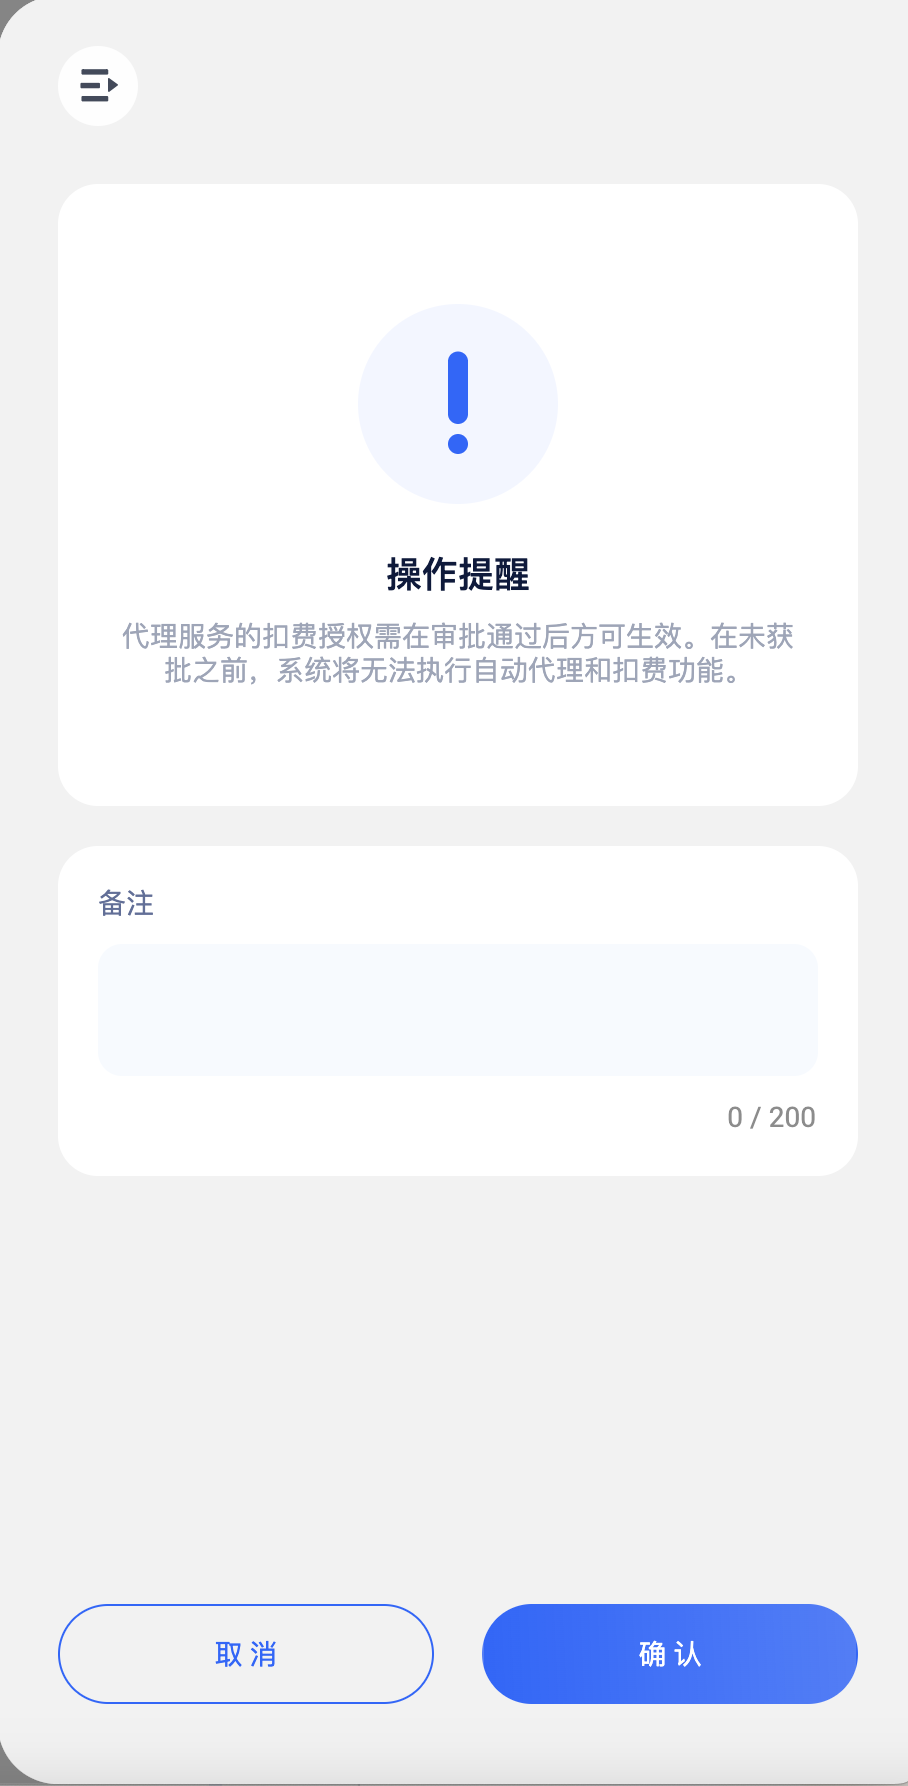 操作提醒
代理服务的扣费授权需在审批通过后方可生效。在未获
批之前，系统将无法执行自动代理和扣费功能。
备注
0 / 200
取 消
确 认